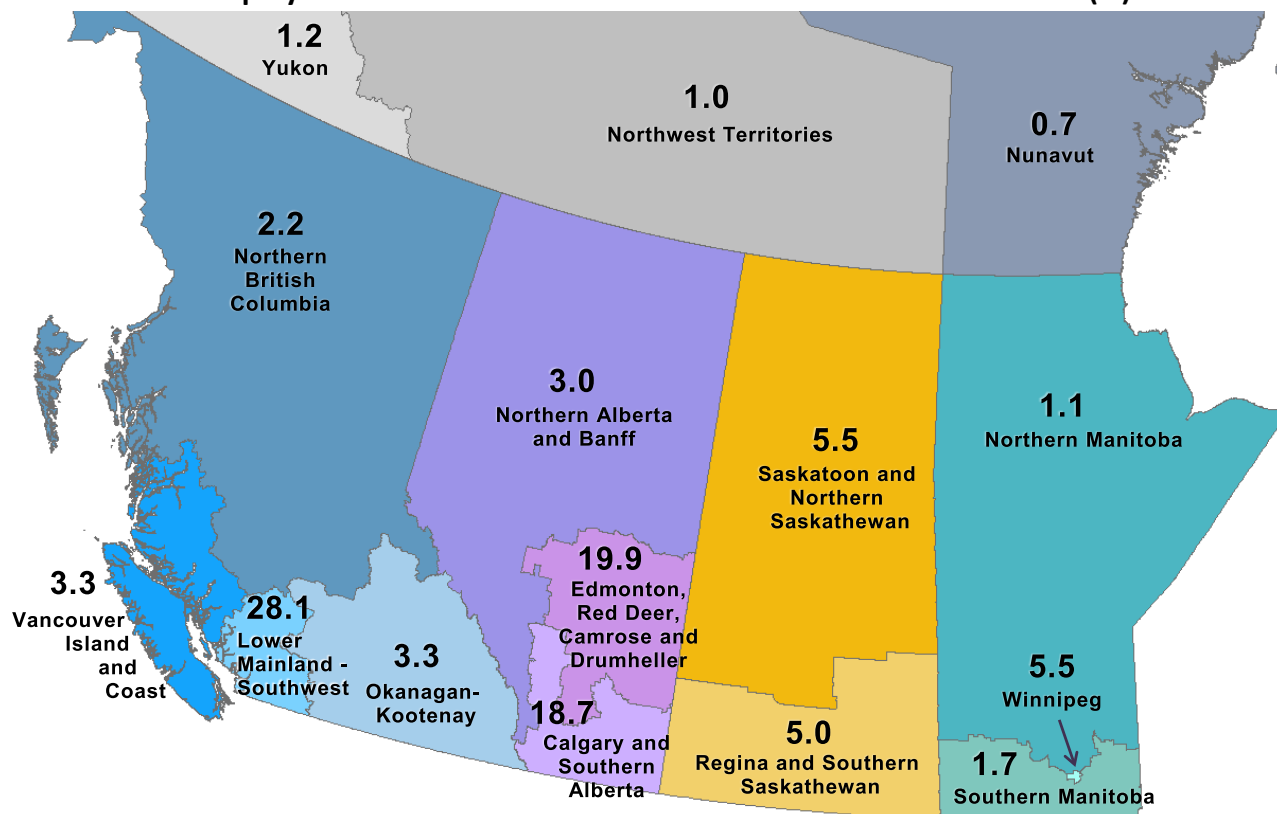 1.2
Yukon
1.0
Northwest Territories
0.7
Nunavut
2.2
Northern
British
Columbia
3.0
Northern Alberta
and Banff
5.5
Saskatoon and
Northern
Saskathewan
1.1
Northern Manitoba
19.9
Edmonton,
Red Deer,
Camrose and
Drumheller
3.3
Vancouver
Island
and
Coast
28.1
Lower
Mainland -
Southwest
3.3
Okanagan-
Kootenay
18.7
Calgary and
Southern
Alberta
5.0
Regina and Southern
Saskathewan
5.5
Winnipeg
1.7
Southern Manitoba